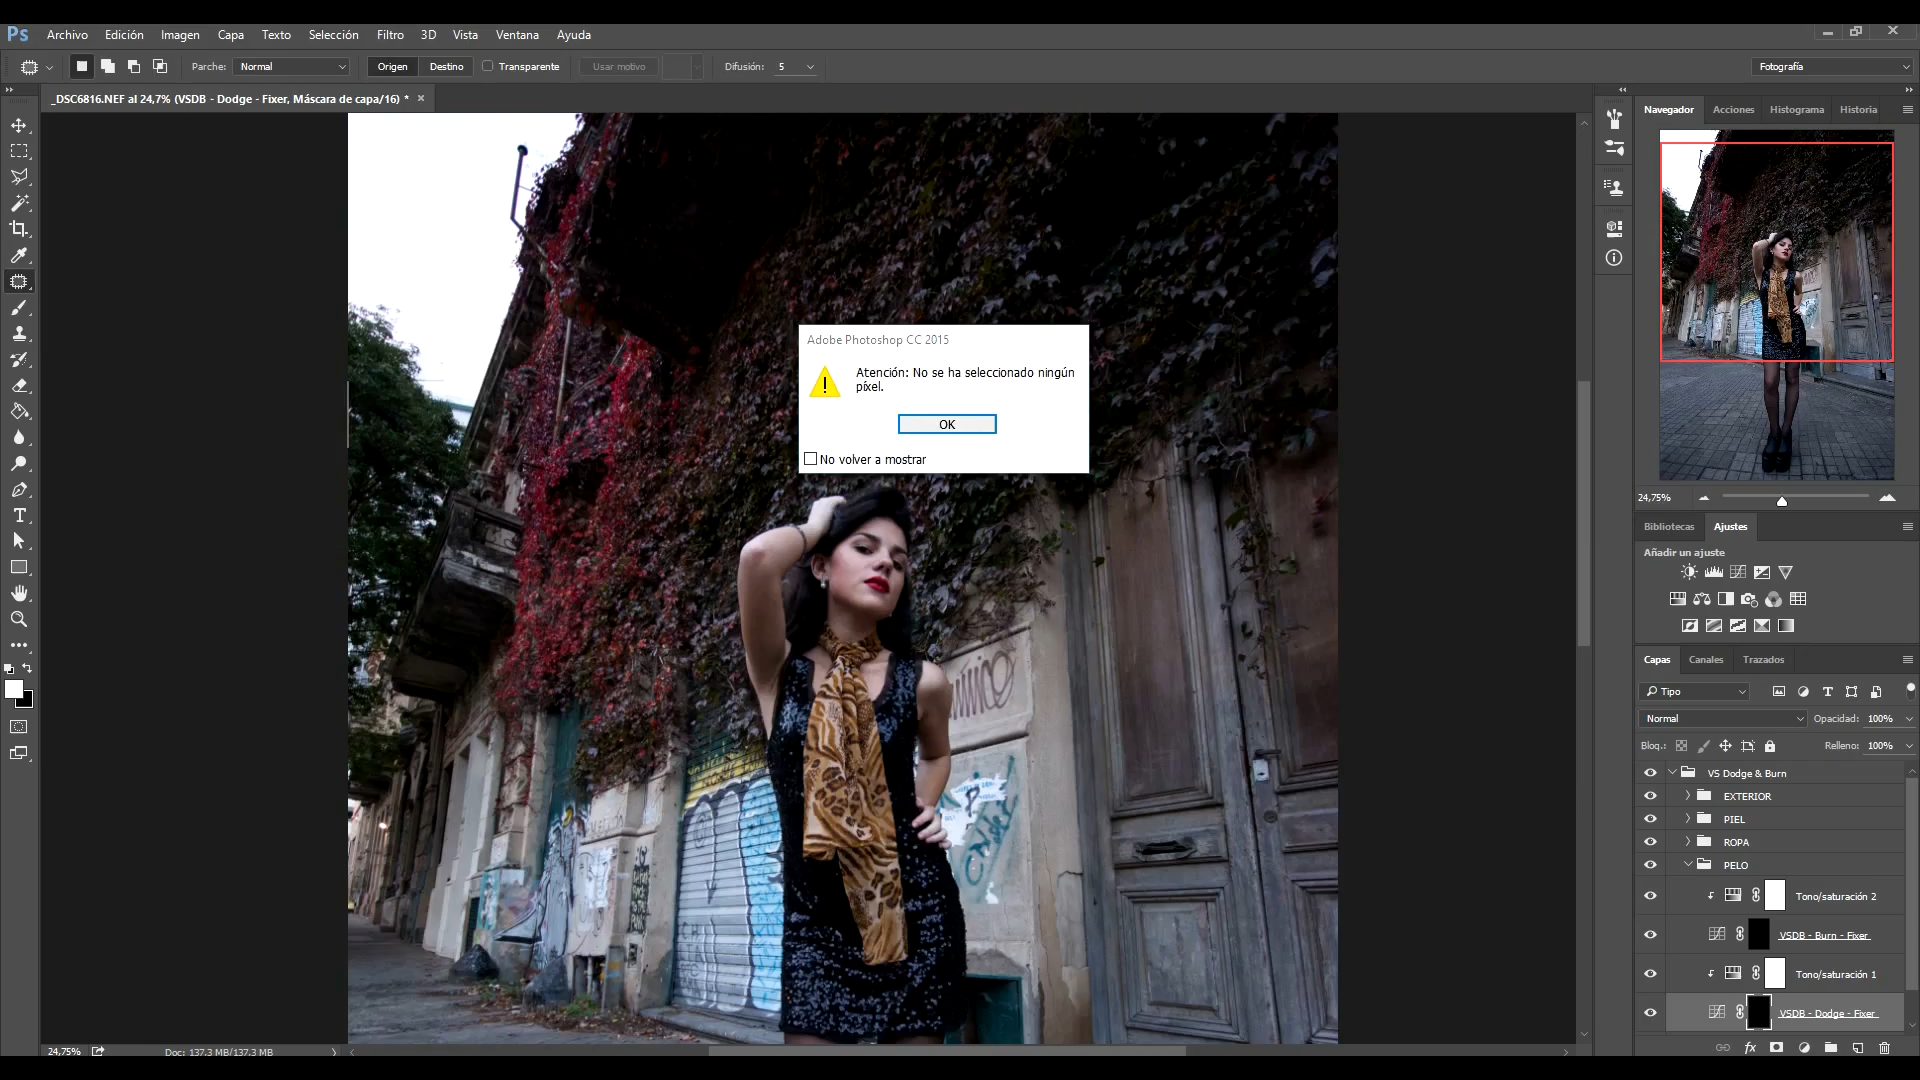 Ps Archivo Edición Imagen Capa Texto Selección Filtro 3D Vista Ventana Ayuda
Parche: Normal Origen Destino Transparente Usar motivo Difusión: 5 Fotografía
_DSC6816.NEF al 24,7% (VSDB - Dodge - Fixer, Máscara de capa/16) *
Navegador Acciones Histograma Historia
Adobe Photoshop CC 2015
Atención: No se ha seleccionado ningún
píxel.
OK
No volver a mostrar
24,75%
Bibliotecas Ajustes
Añadir un ajuste
Capas Canales Trazados
Tipo
Normal Opacidad: 100%
Bloq.: Relleno: 100%
VS Dodge & Burn
EXTERIOR
PIEL
ROPA
PELO
Tono/saturación 2
VSDB - Burn - Fixer
Tono/saturación 1
VSDB - Dodge - Fixer
24,75% Doc: 137,3 MB/137,3 MB